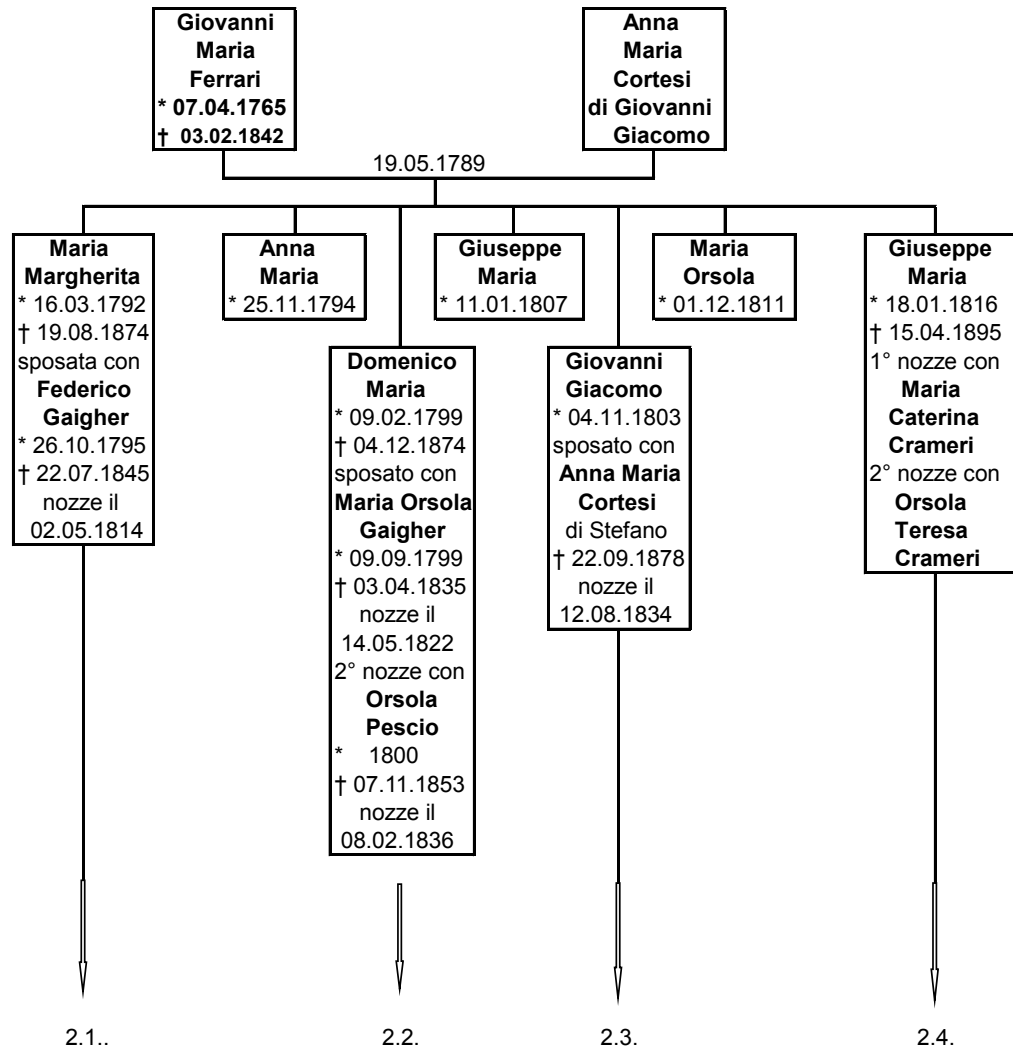 Giovanni
Maria
Ferrari
* 07.04.1765
† 03.02.1842
Anna
Maria
Cortesi
di Giovanni
Giacomo
19.05.1789
Maria
Margherita
* 16.03.1792
† 19.08.1874
sposata con
Federico
Gaigher
* 26.10.1795
† 22.07.1845
nozze il
02.05.1814
Anna
Maria
* 25.11.1794
Domenico
Maria
* 09.02.1799
† 04.12.1874
sposato con
Maria Orsola
Gaigher
* 09.09.1799
† 03.04.1835
nozze il
14.05.1822
2° nozze con
Orsola
Pescio
* 1800
† 07.11.1853
nozze il
08.02.1836
Giuseppe
Maria
* 11.01.1807
Giovanni
Giacomo
* 04.11.1803
sposato con
Anna Maria
Cortesi
di Stefano
† 22.09.1878
nozze il
12.08.1834
Maria
Orsola
* 01.12.1811
Giuseppe
Maria
* 18.01.1816
† 15.04.1895
1° nozze con
Maria
Caterina
Crameri
2° nozze con
Orsola
Teresa
Crameri
2.1..
2.2.
2.3.
2.4.